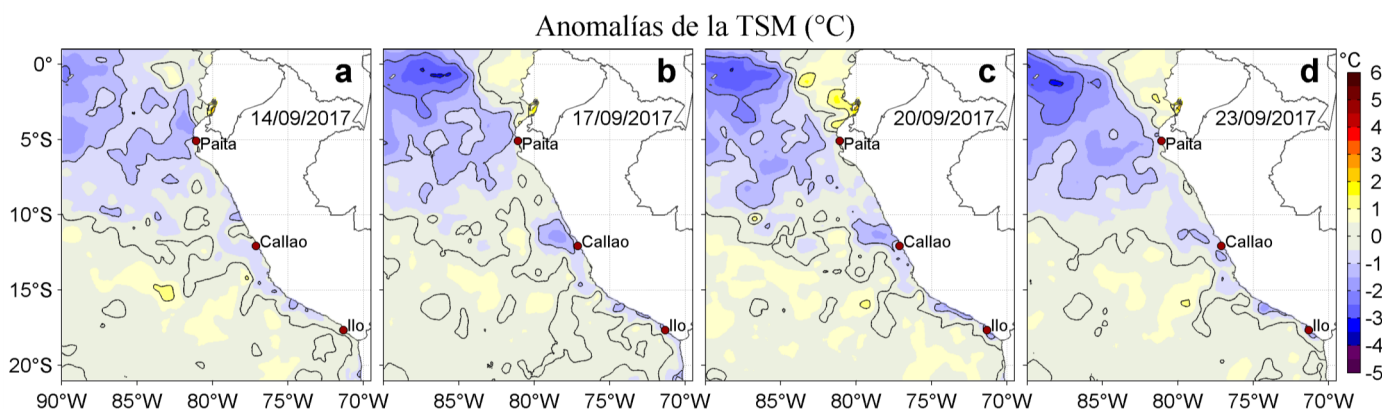 Anomalías de la TSM (°C)
a
14/09/2017
Paita
Callao
Ilo
b
17/09/2017
Paita
Callao
Ilo
c
20/09/2017
Paita
Callao
Ilo
d
23/09/2017
Paita
Callao
Ilo
0°
5°S
10°S
15°S
20°S
90°W 85°W 80°W 75°W 70°W
85°W 80°W 75°W 70°W
85°W 80°W 75°W 70°W
85°W 80°W 75°W 70°W
°C
6
5
4
3
2
1
0
-1
-2
-3
-4
-5